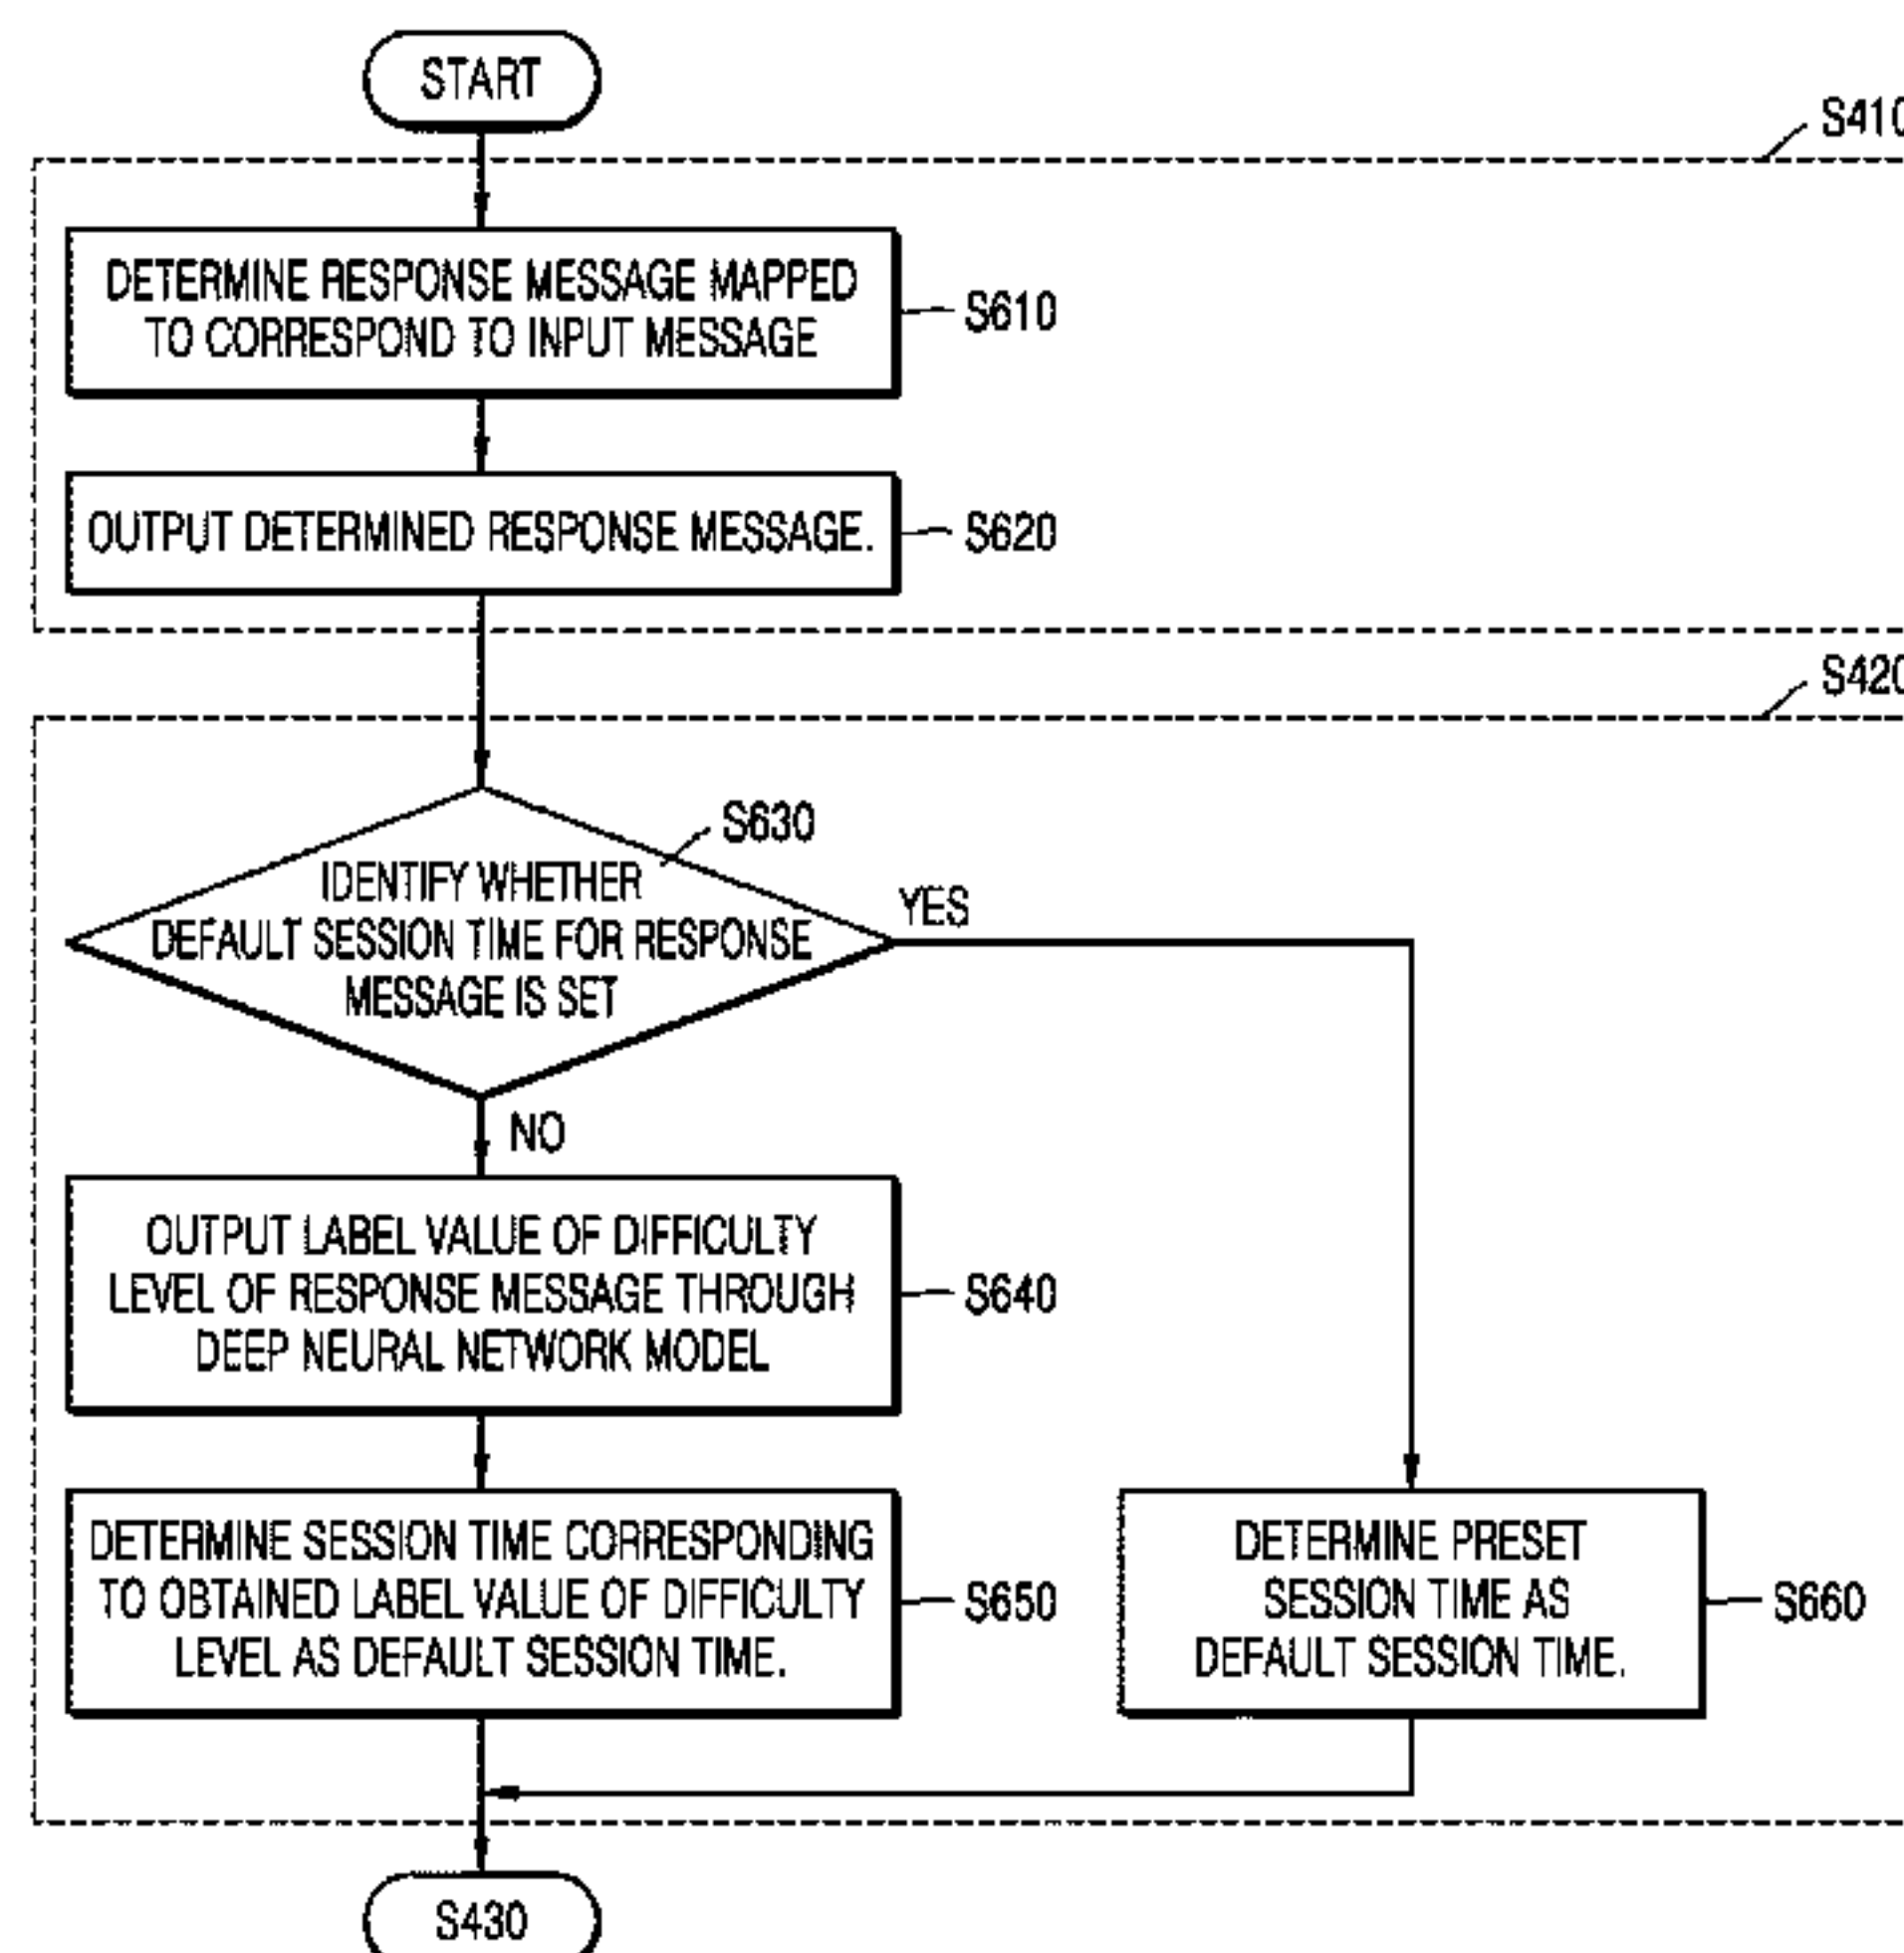 START
S410
DETERMINE RESPONSE MESSAGE MAPPED
TO CORRESPOND TO INPUT MESSAGE
S610
OUTPUT DETERMINED RESPONSE MESSAGE.
S620
S420
S630
IDENTIFY WHETHER
DEFAULT SESSION TIME FOR RESPONSE
MESSAGE IS SET
YES
NO
OUTPUT LABEL VALUE OF DIFFICULTY
LEVEL OF RESPONSE MESSAGE THROUGH
DEEP NEURAL NETWORK MODEL
S640
DETERMINE SESSION TIME CORRESPONDING
TO OBTAINED LABEL VALUE OF DIFFICULTY
LEVEL AS DEFAULT SESSION TIME.
S650
DETERMINE PRESET
SESSION TIME AS
DEFAULT SESSION TIME.
S660
S430